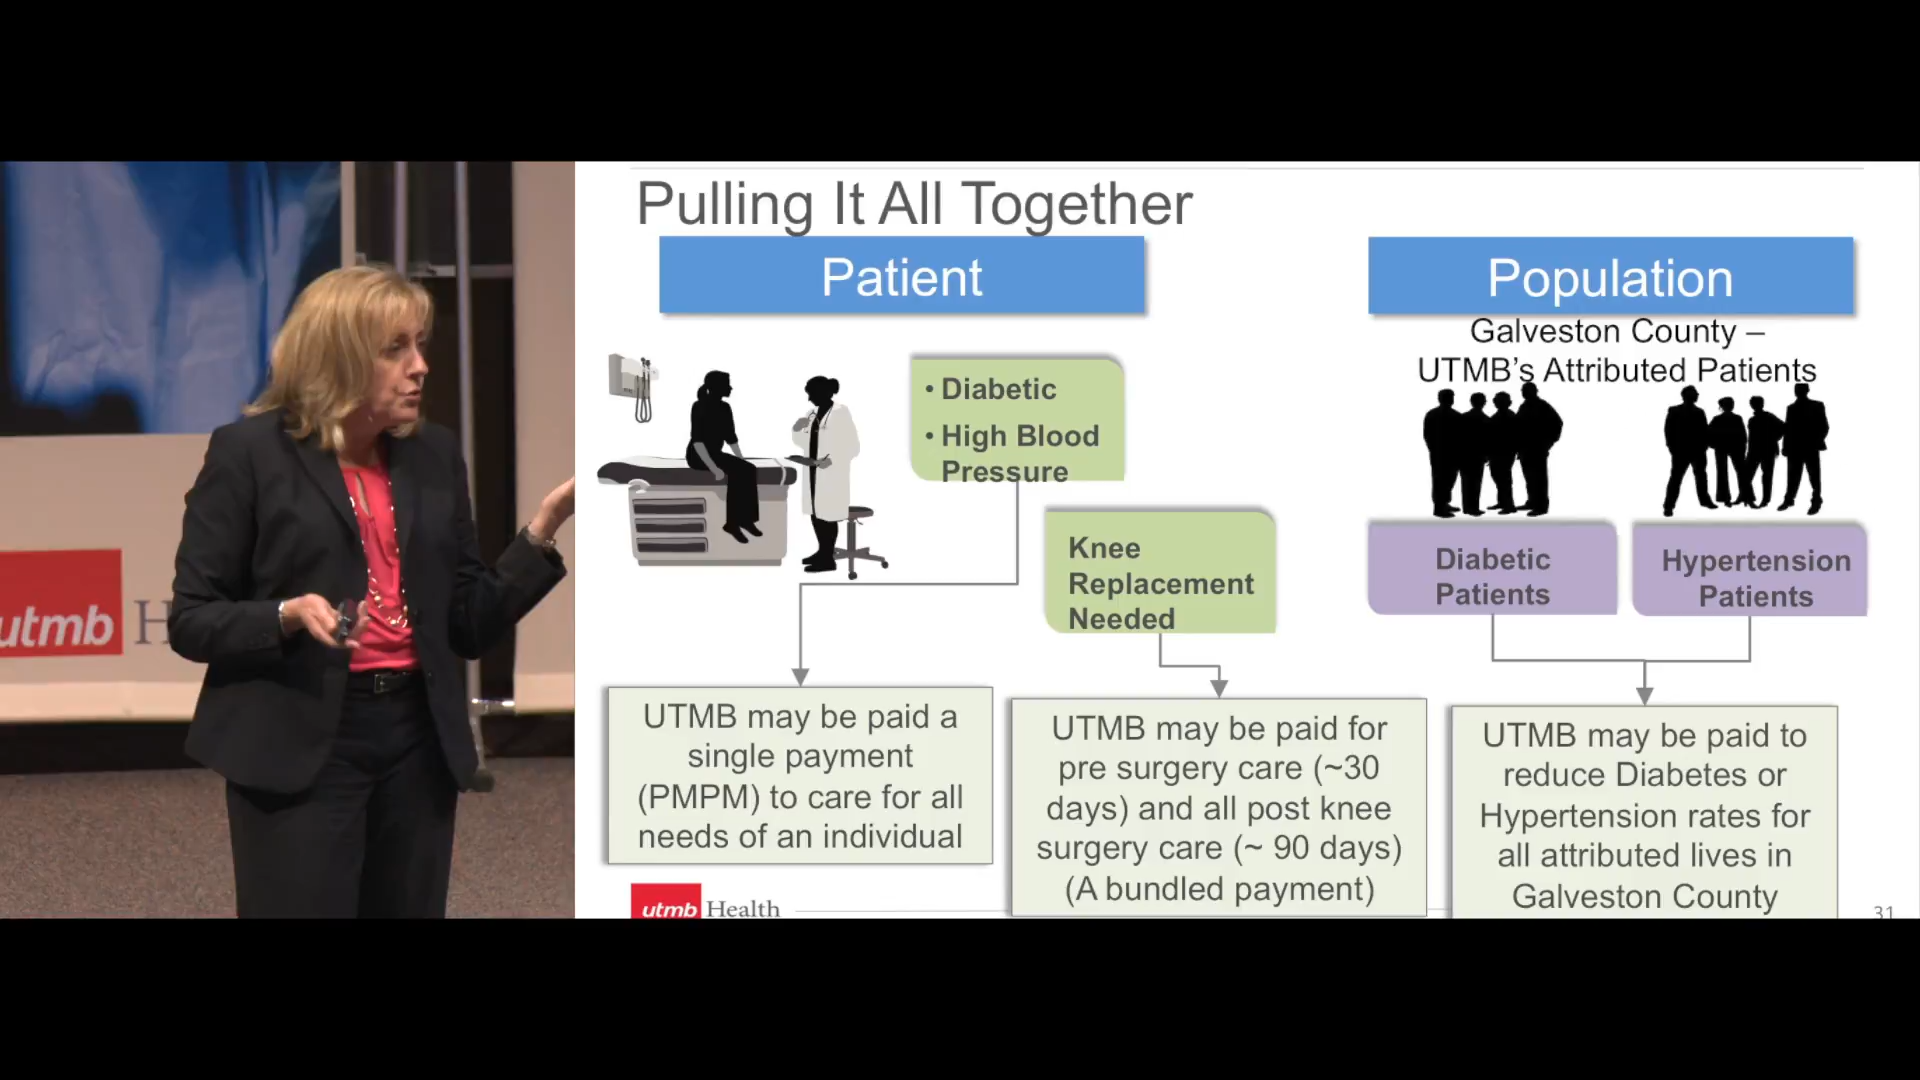 Pulling It All Together
Patient
Population
Galveston County –
UTMB's Attributed Patients
• Diabetic
• High Blood
Pressure
Knee
Replacement
Needed
Diabetic
Patients
Hypertension
Patients
UTMB may be paid a
single payment
(PMPM) to care for all
needs of an individual
UTMB may be paid for
pre surgery care (~30
days) and all post knee
surgery care (~ 90 days)
(A bundled payment)
UTMB may be paid to
reduce Diabetes or
Hypertension rates for
all attributed lives in
Galveston County
utmb Health
31
utmb H